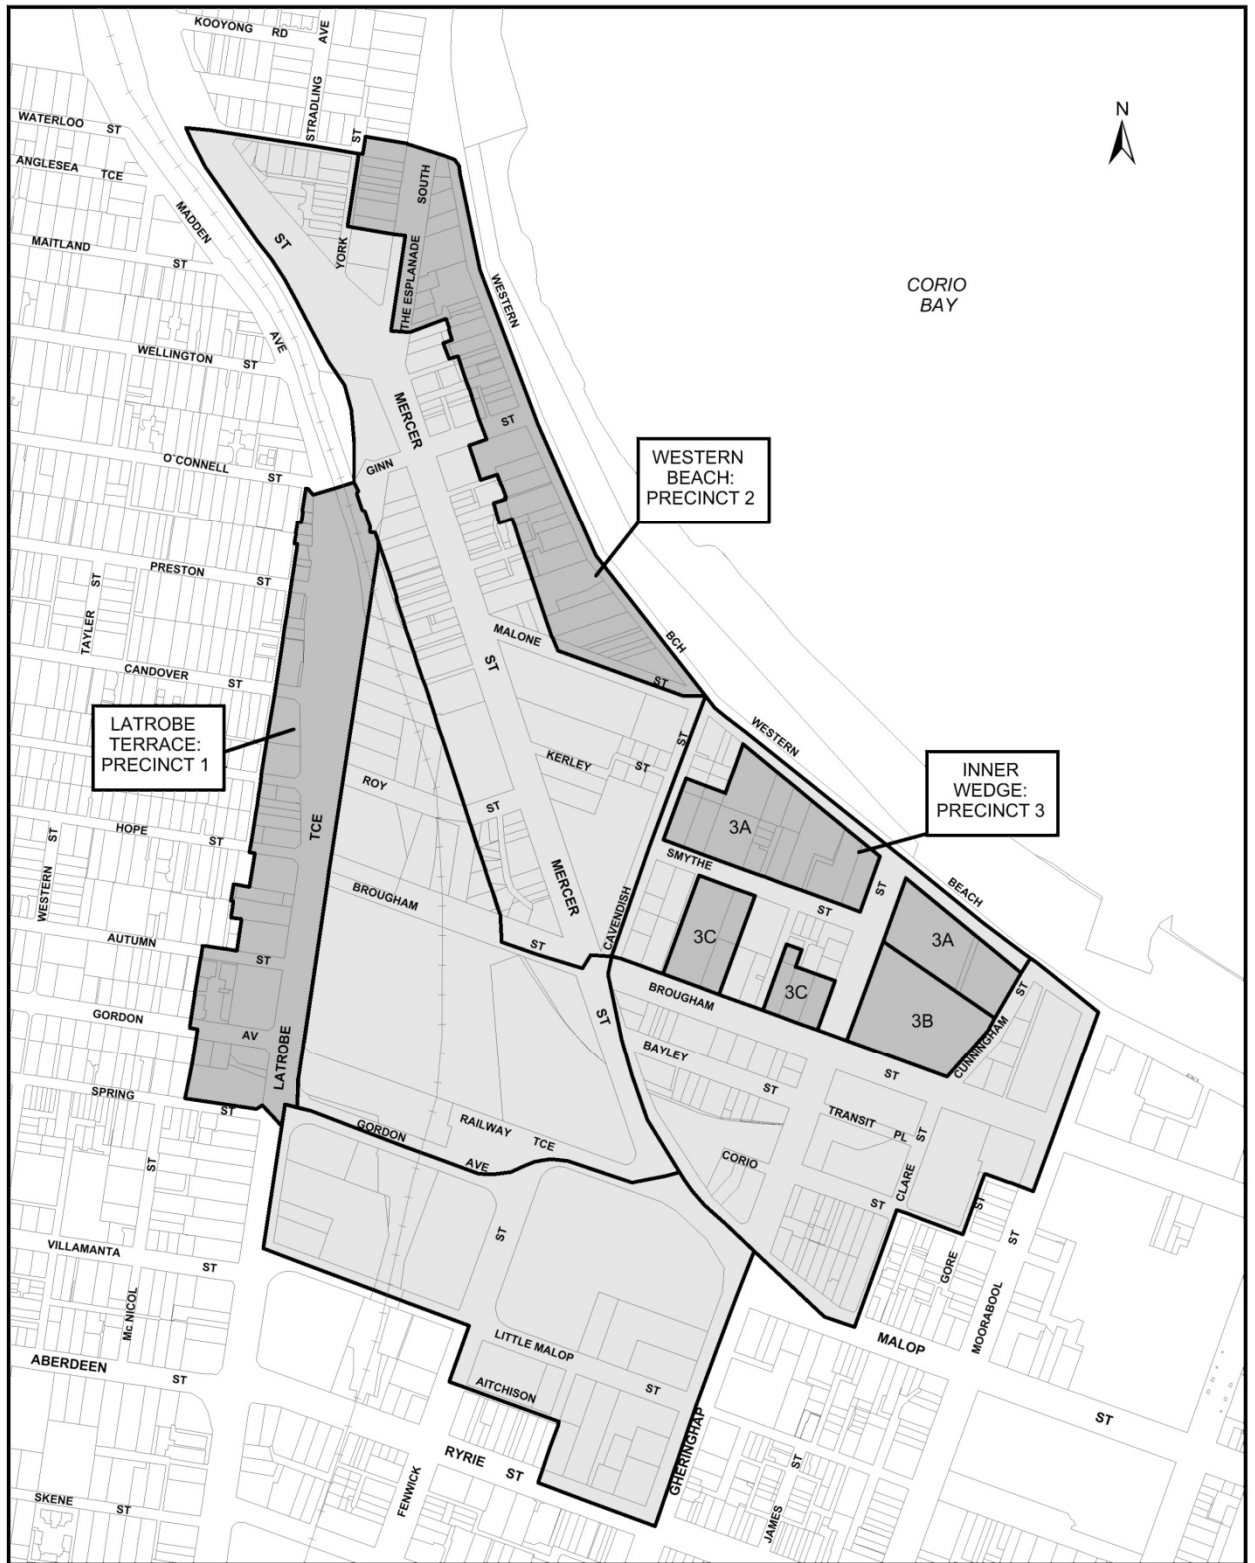 KOOYONG RD
AVE
STRADLING
N
WATERLOO ST
ST
ANGLESEA TCE
SOUTH
MADDEN
ST
MAITLAND ST
YORK
THE ESPLANADE
WESTERN
CORIO
BAY
AVE
WELLINGTON ST
MERCER
ST
WESTERN
BEACH:
PRECINCT 2
O'CONNELL ST
GINN
PRESTON ST
ST
TAYLER
MALONE ST
BCH
ST
CANDOVER ST
LATROBE
TERRACE:
PRECINCT 1
WESTERN
ST
KERLEY ST
INNER
WEDGE:
PRECINCT 3
ROY ST
3A
TCE
HOPE ST
ST
WESTERN
MERCER
SMYTHE ST
ST
BEACH
BROUGHAM ST
CAVENDISH
3C
3A
AUTUMN ST
3C
ST
BROUGHAM ST
3B
CUNNINGHAM
GORDON AV
ST
LATROBE
BAYLEY ST
SPRING ST
RAILWAY TCE
TRANSIT PL
ST
GORDON AVE
CORIO ST
CLARE
ST
ST
ST
ST
VILLAMANTA ST
GORE
Mc NICOL
MOORABOOL
LITTLE MALOP ST
MALOP ST
ABERDEEN ST
AITCHISON
GHERINGHAP
RYRIE ST
ST
FENWICK
SKENE ST
JAMES